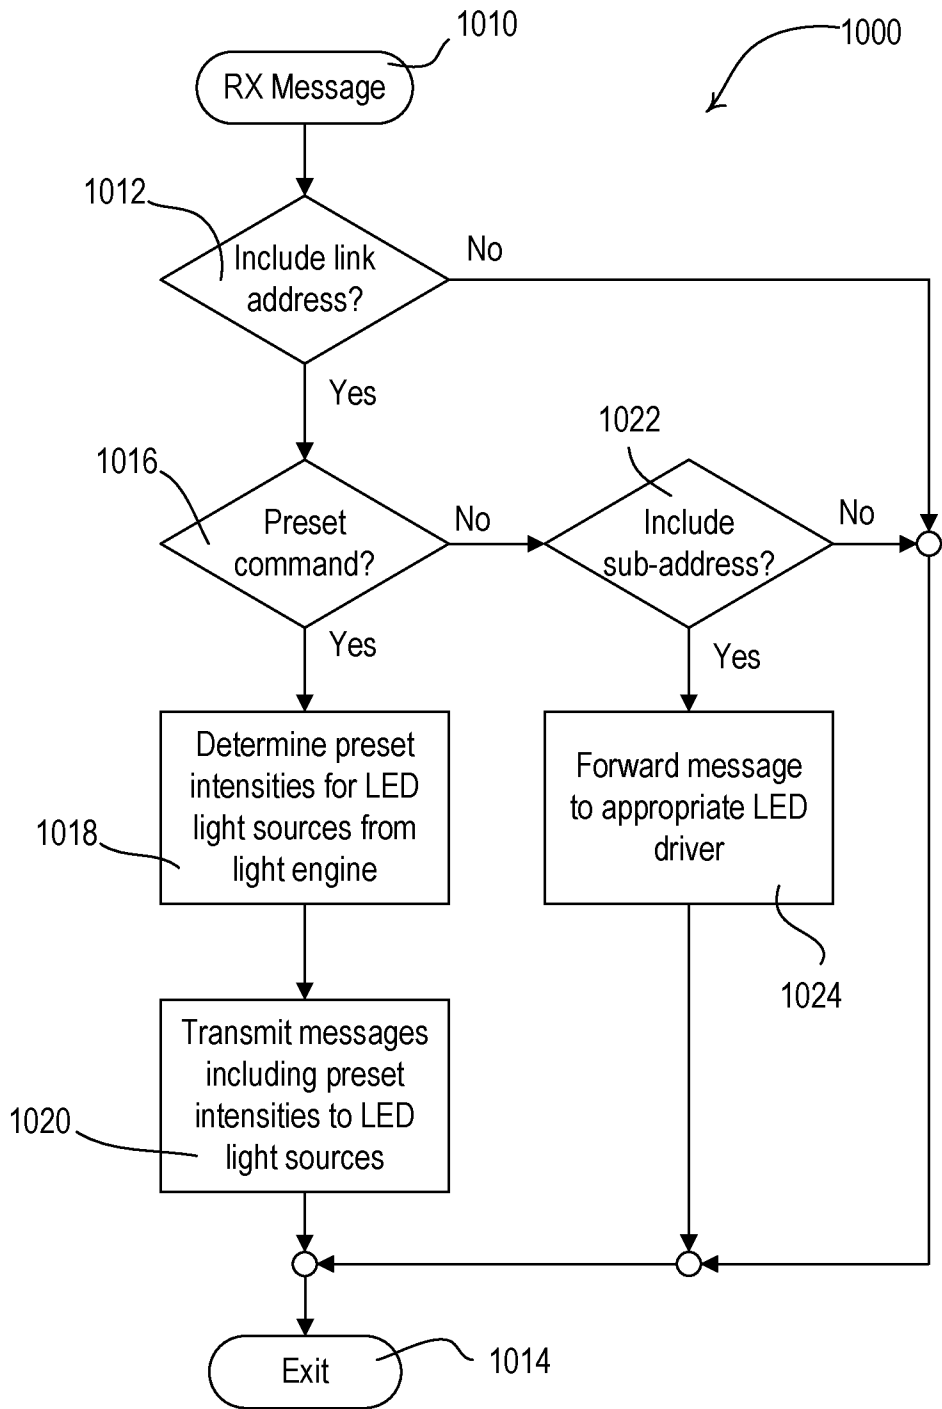 1010
1000
RX Message
1012
Include link
address?
No
Yes
1022
1016
Preset
command?
No
Include
sub-address?
No
Yes
Yes
Determine preset
intensities for LED
light sources from
light engine
1018
Forward message
to appropriate LED
driver
1024
Transmit messages
including preset
intensities to LED
light sources
1020
Exit
1014